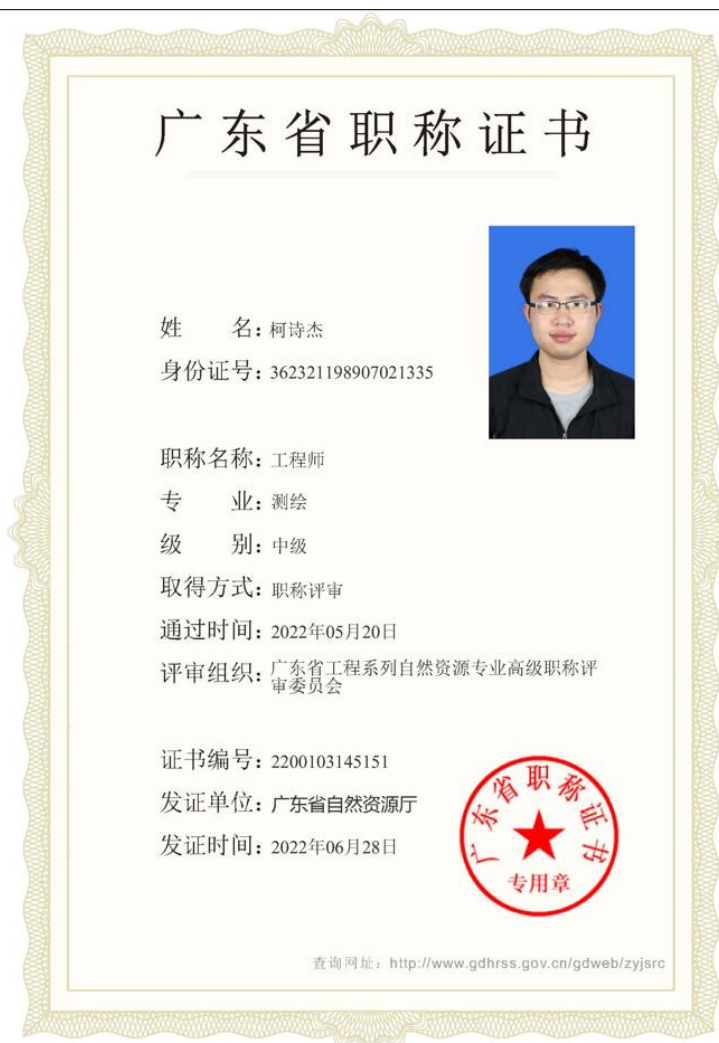 广东省职称证书
姓 名：柯诗杰
身份证号：362321198907021335
职称名称：工程师
专 业：测绘
级 别：中级
取得方式：职称评审
通过时间：2022年05月20日
评审组织：广东省工程系列自然资源专业高级职称评
审委员会
证书编号：2200103145151
发证单位：广东省自然资源厅
发证时间：2022年06月28日
广东省职称证书
专用章
查询网址：http://www.gdhrss.gov.cn/gdweb/zyjsrc